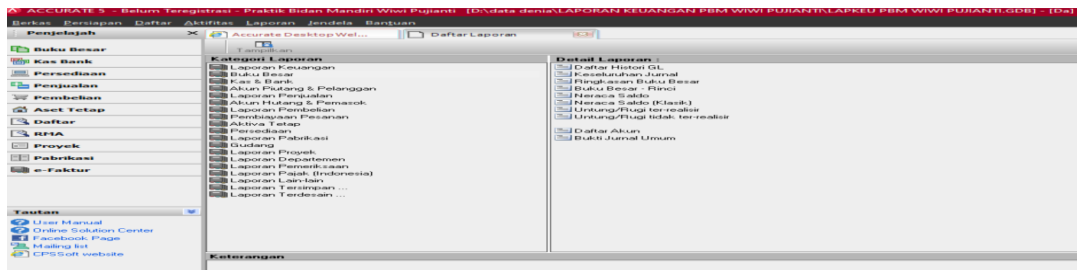 ACCURATE 5 - Belum Teregistrasi - Praktik Bidan Mandiri Wiwi Pujianti [D:\data denia\LAPORAN KEUANGAN PBM WIWI PUJIANTI\LAPKEU PBM WIWI PUJIANTI.GDB] - [Da]
Berkas Persiapan Daftar Aktifitas Laporan Jendela Bantuan
Penjelajah
Accurate Desktop Wel...
Daftar Laporan
Tampilkan
Buku Besar
Kas Bank
Persediaan
Penjualan
Pembelian
Aset Tetap
Daftar
RMA
Proyek
Pabrikasi
e-Faktur
Tautan
User Manual
Online Solution Center
Facebook Page
Mailing list
CPSSoft website
Kategori Laporan
Laporan Keuangan
Buku Besar
Kas & Bank
Akun Piutang & Pelanggan
Laporan Penjualan
Akun Hutang & Pemasok
Laporan Pembelian
Pembiayaan Pesanan
Aktiva Tetap
Persediaan
Laporan Pabrikasi
Gudang
Laporan Proyek
Laporan Departemen
Laporan Pemeriksaan
Laporan Pajak (Indonesia)
Laporan Lain-lain
Laporan Tersimpan ...
Laporan Terdesain ...
Detail Laporan :
Daftar Histori GL
Keseluruhan Jurnal
Ringkasan Buku Besar
Buku Besar - Rinci
Neraca Saldo
Neraca Saldo (Klasik)
Untung/Rugi ter-realisir
Untung/Rugi tidak ter-realisir
Daftar Akun
Bukti Jurnal Umum
Keterangan